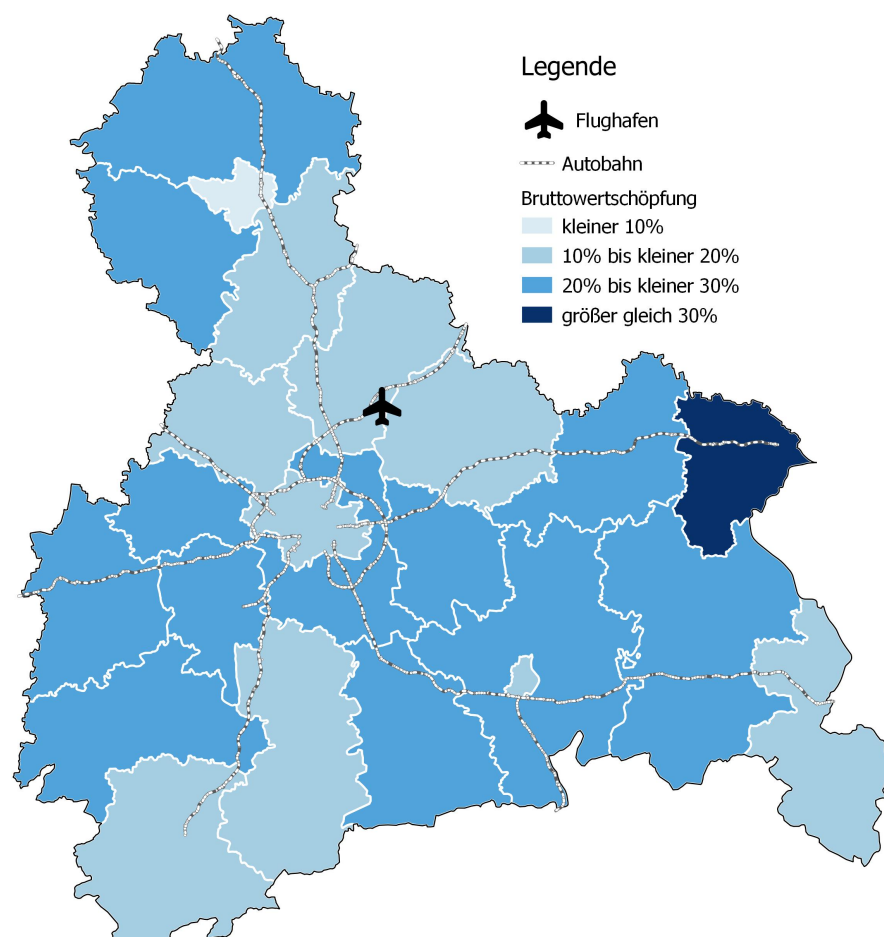 Legende
Flughafen
Autobahn
Bruttowertschöpfung
kleiner 10%
10% bis kleiner 20%
20% bis kleiner 30%
größer gleich 30%